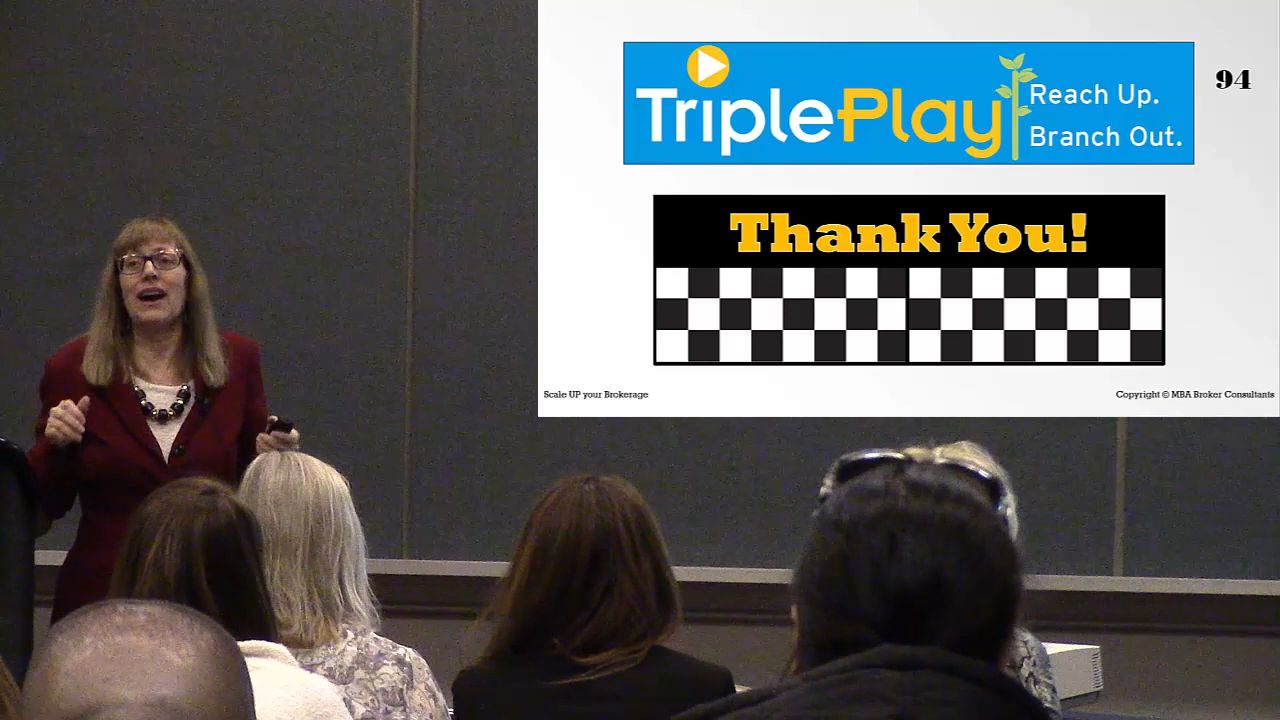 TriplePlay
Reach Up.
Branch Out.
94
Thank You!
Scale UP your Brokerage
Copyright © MBA Broker Consultants